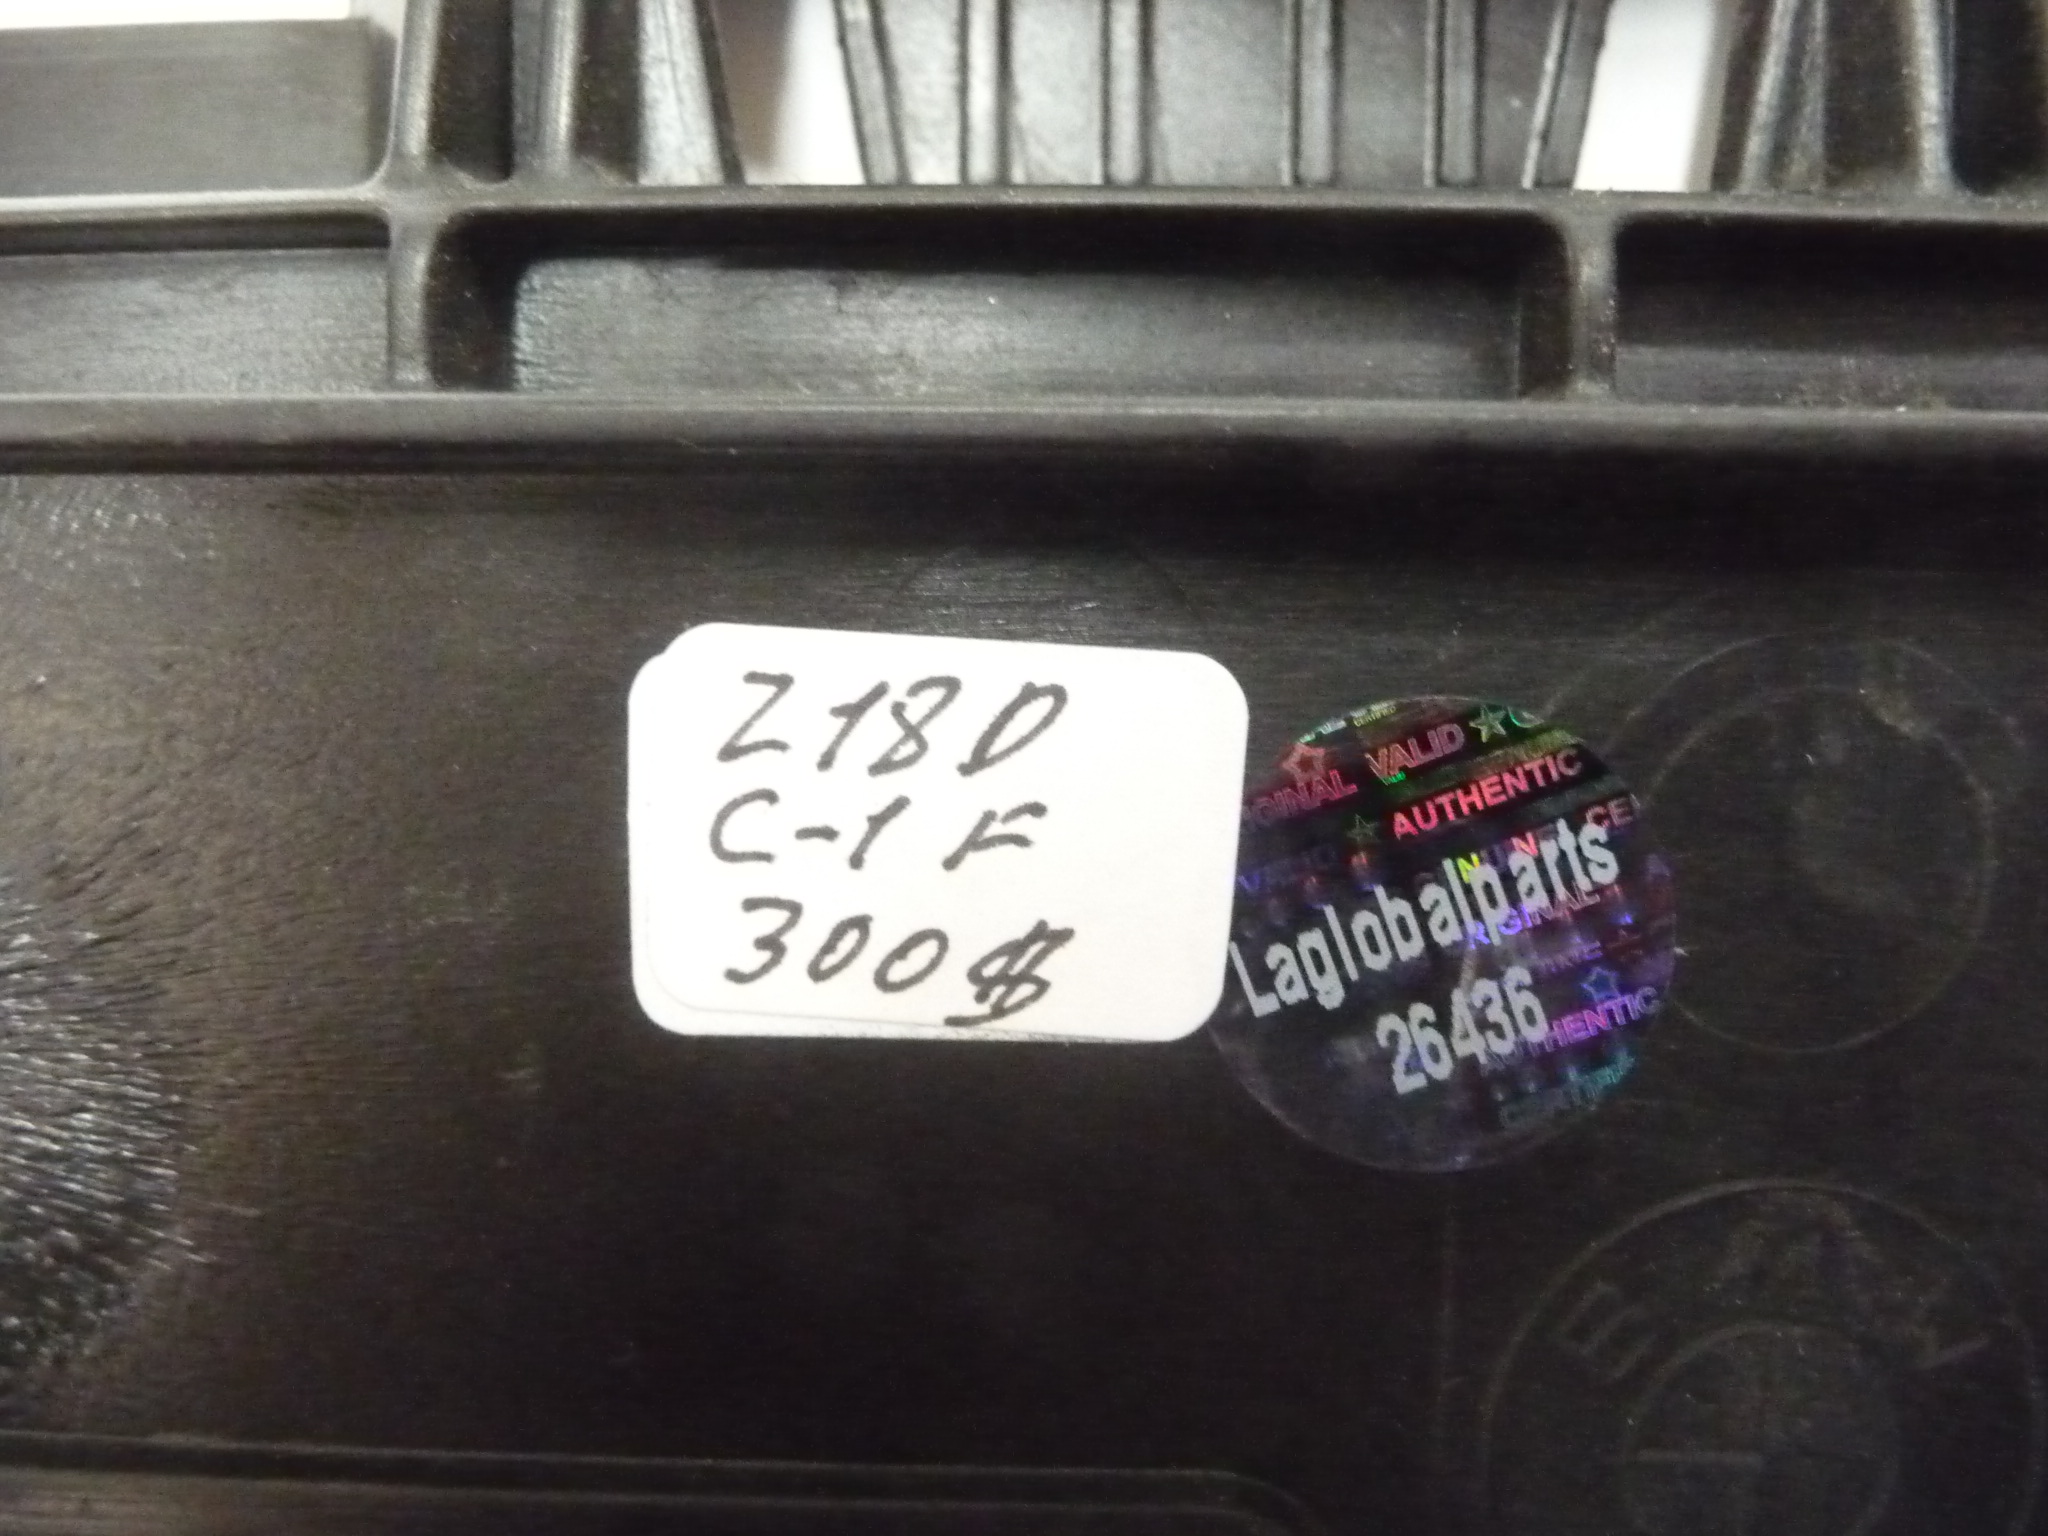 Z18D
C-1F
300$
ORIGINAL VALID
AUTHENTIC
Laglobalparts
26436
AUTHENTIC